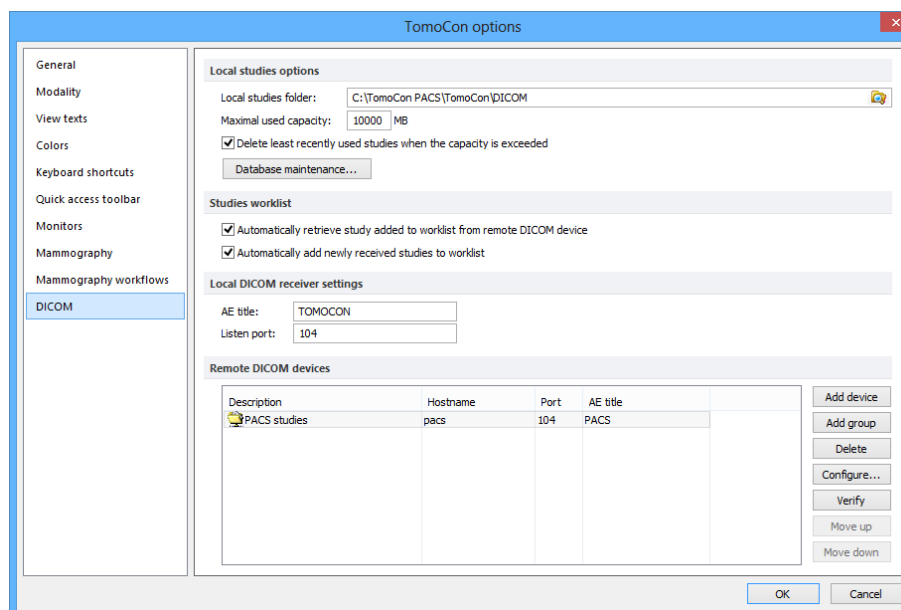 TomoCon options
General
Modality
View texts
Colors
Keyboard shortcuts
Quick access toolbar
Monitors
Mammography
Mammography workflows
DICOM
Local studies options
Local studies folder: C:\TomoCon PACS\TomoCon\DICOM
Maximal used capacity: 10000 MB
Delete least recently used studies when the capacity is exceeded
Database maintenance...
Studies worklist
Automatically retrieve study added to worklist from remote DICOM device
Automatically add newly received studies to worklist
Local DICOM receiver settings
AE title: TOMOCON
Listen port: 104
Remote DICOM devices
Description Hostname Port AE title
PACS studies pacs 104 PACS
Add device
Add group
Delete
Configure...
Verify
Move up
Move down
OK Cancel